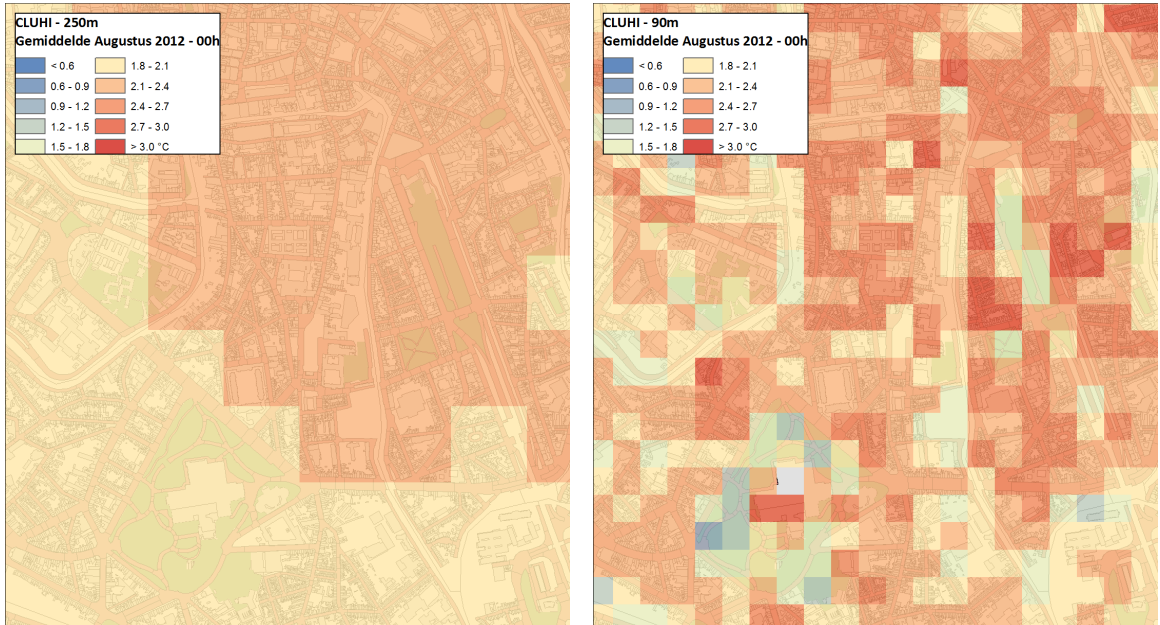 CLUHI - 250m
Gemiddelde Augustus 2012 - 00h
< 0.6 1.8 - 2.1
0.6 - 0.9 2.1 - 2.4
0.9 - 1.2 2.4 - 2.7
1.2 - 1.5 2.7 - 3.0
1.5 - 1.8 > 3.0 °C
CLUHI - 90m
Gemiddelde Augustus 2012 - 00h
< 0.6 1.8 - 2.1
0.6 - 0.9 2.1 - 2.4
0.9 - 1.2 2.4 - 2.7
1.2 - 1.5 2.7 - 3.0
1.5 - 1.8 > 3.0 °C